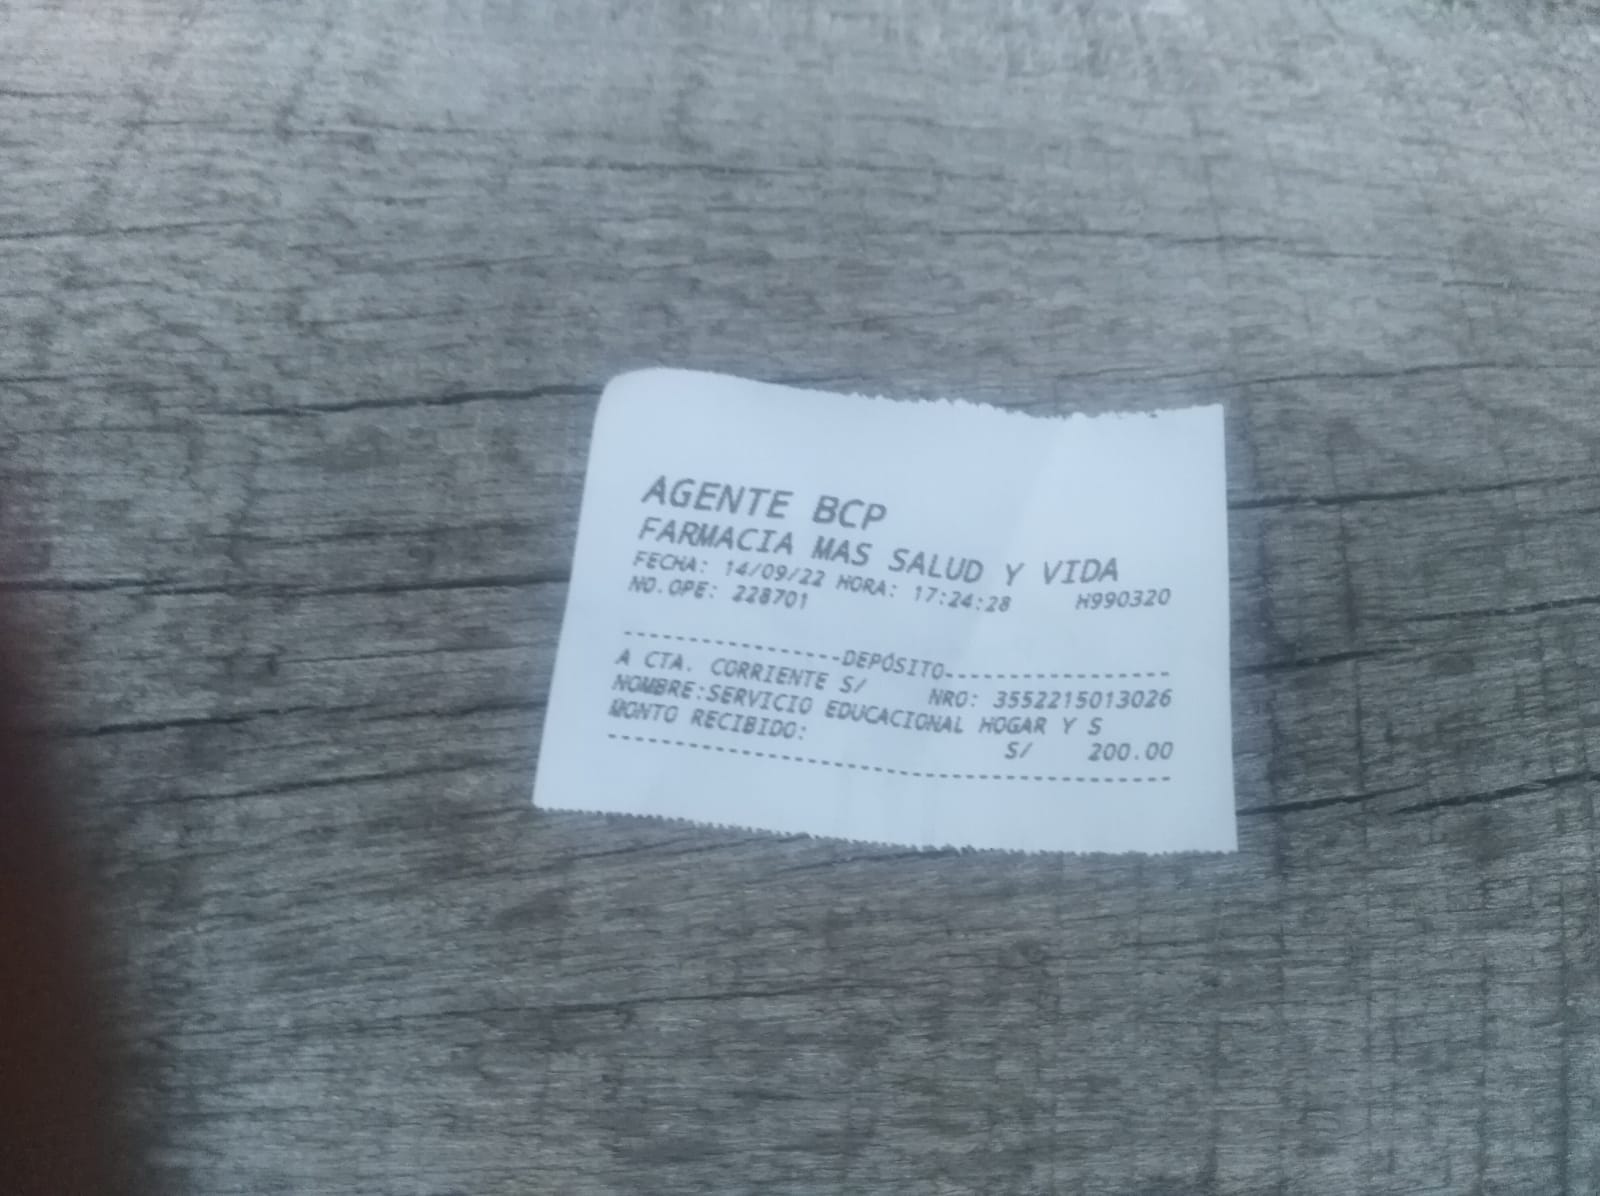 AGENTE BCP
FARMACIA MAS SALUD Y VIDA
FECHA: 14/09/22 HORA: 17:24:28 H990320
NO.OPE: 228701
----------------DEPÓSITO-----------------
A CTA. CORRIENTE S/ NRO: 3552215013026
NOMBRE:SERVICIO EDUCACIONAL HOGAR Y S
MONTO RECIBIDO: S/ 200.00